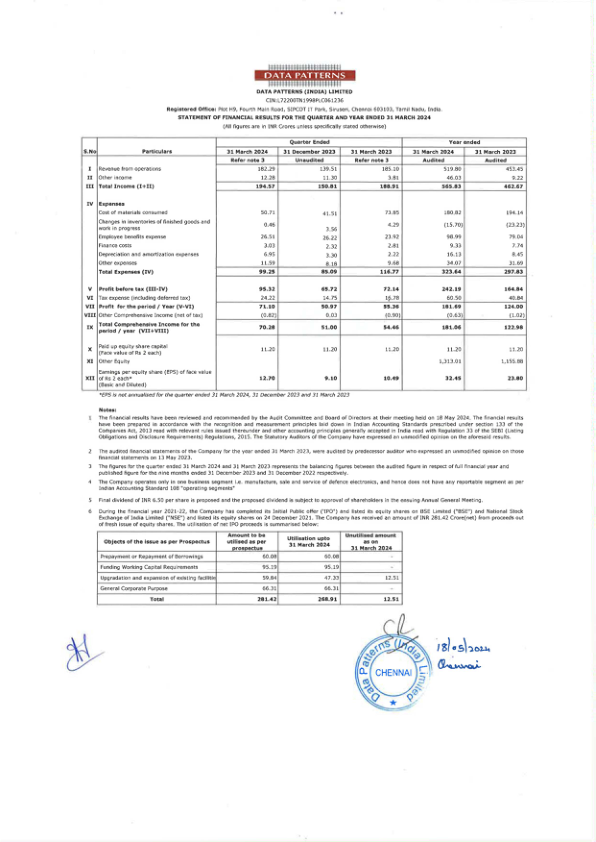 DATA PATTERNS
DATA PATTERNS (INDIA) LIMITED
CIN:L72200TN1998PLC061236
Registered Office: Plot H9, Fourth Main Road, SIPCOT IT Park, Siruseri, Chennai 603103, Tamil Nadu, India.
STATEMENT OF FINANCIAL RESULTS FOR THE QUARTER AND YEAR ENDED 31 MARCH 2024
(All figures are in INR Crores unless specifically stated otherwise)
Quarter Ended Year ended
S.No Particulars 31 March 2024 31 December 2023 31 March 2023 31 March 2024 31 March 2023
Refer note 3 Unaudited Refer note 3 Audited Audited
I Revenue from operations 182.29 139.51 185.10 519.80 453.45
II Other income 12.28 11.30 3.81 46.03 9.22
III Total Income (I+II) 194.57 150.81 188.91 565.83 462.67
IV Expenses
Cost of materials consumed 50.71 41.51 73.85 180.82 194.14
Changes in inventories of finished goods and
work in progress 0.46 3.56 4.29 (15.70) (23.23)
Employee benefits expense 26.51 26.22 23.92 98.99 79.04
Finance costs 3.03 2.32 2.81 9.33 7.74
Depreciation and amortization expenses 6.95 3.30 2.22 16.13 8.45
Other expenses 11.59 8.18 9.68 34.07 31.69
Total Expenses (IV) 99.25 85.09 116.77 323.64 297.83
V Profit before tax (III-IV) 95.32 65.72 72.14 242.19 164.84
VI Tax expense (including deferred tax) 24.22 14.75 16.78 60.50 40.84
VII Profit for the period / Year (V-VI) 71.10 50.97 55.36 181.69 124.00
VIII Other Comprehensive Income (net of tax) (0.82) 0.03 (0.90) (0.63) (1.02)
IX Total Comprehensive Income for the
period / year (VII+VIII) 70.28 51.00 54.46 181.06 122.98
X Paid up equity share capital
(Face value of Rs 2 each) 11.20 11.20 11.20 11.20 11.20
XI Other Equity 1,313.01 1,155.88
Earnings per equity share (EPS) of face value
XII of Rs 2 each* 12.70 9.10 10.49 32.45 23.80
(Basic and Diluted)
*EPS is not annualised for the quarter ended 31 March 2024, 31 December 2023 and 31 March 2023
Notes:
1 The financial results have been reviewed and recommended by the Audit Committee and Board of Directors at their meeting held on 18 May 2024. The financial results
have been prepared in accordance with the recognition and measurement principles laid down in Indian Accounting Standards prescribed under section 133 of the
Companies Act, 2013 read with relevant rules issued thereunder and other accounting principles generally accepted in India read with Regulation 33 of the SEBI (Listing
Obligations and Disclosure Requirements) Regulations, 2015. The Statutory Auditors of the Company have expressed an unmodified opinion on the aforesaid results.
2 The audited financial statements of the Company for the year ended 31 March 2023, were audited by predecessor auditor who expressed an unmodified opinion on those
financial statements on 13 May 2023.
3 The figures for the quarter ended 31 March 2024 and 31 March 2023 represents the balancing figures between the audited figure in respect of full financial year and
published figure for the nine months ended 31 December 2023 and 31 December 2022 respectively.
4 The Company operates only in one business segment i.e. manufacture, sale and service of defence electronics, and hence does not have any reportable segment as per
Indian Accounting Standard 108 "operating segments"
5 Final dividend of INR 6.50 per share is proposed and the proposed dividend is subject to approval of shareholders in the ensuing Annual General Meeting.
6 During the financial year 2021-22, the Company has completed its Initial Public offer ("IPO") and listed its equity shares on BSE Limited ("BSE") and National Stock
Exchange of India Limited ("NSE") and listed its equity shares on 24 December 2021. The Company has received an amount of INR 281.42 Crore(net) from proceeds out
of fresh issue of equity shares. The utilisation of net IPO proceeds is summarised below:
Objects of the issue as per Prospectus Amount to be utilised as per prospectus Utilisation upto 31 March 2024 Unutilised amount as on 31 March 2024
Prepayment or Repayment of Borrowings 60.08 60.08 -
Funding Working Capital Requirements 95.19 95.19 -
Upgradation and expansion of existing facilitie 59.84 47.33 12.51
General Corporate Purpose 66.31 66.31 -
Total 281.42 268.91 12.51
Data Patterns (India) Limited
CHENNAI
18/05/2024
Chennai